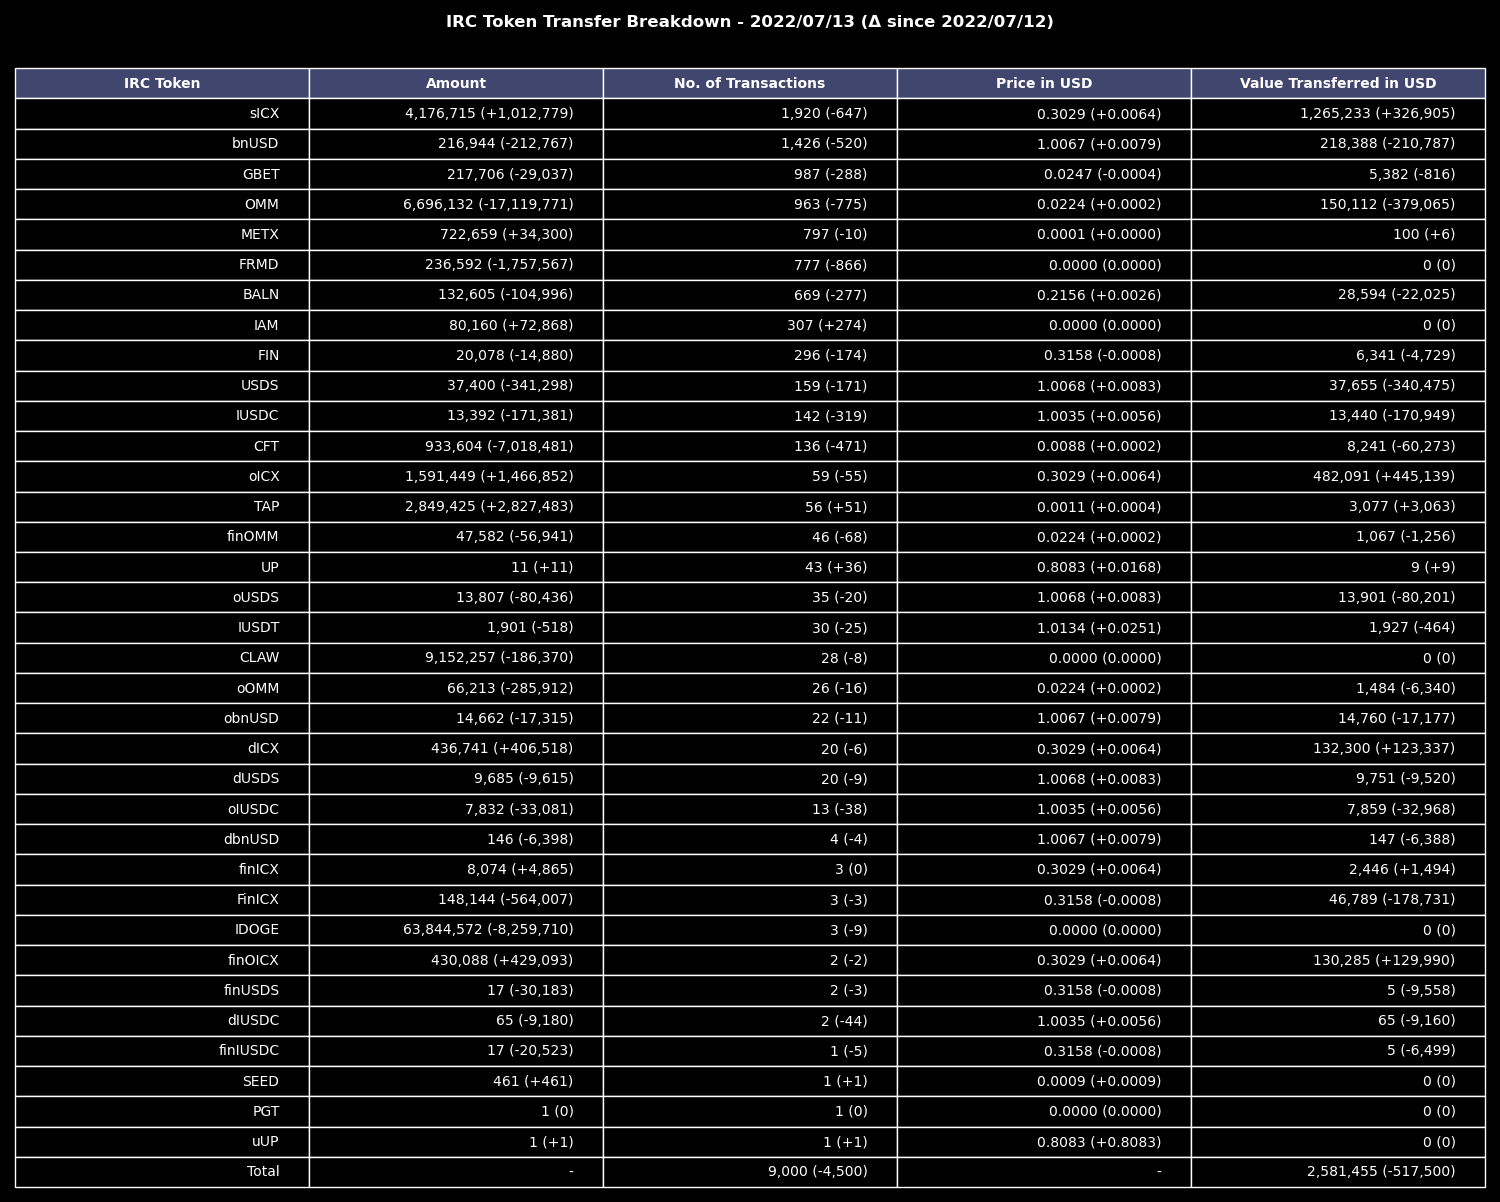 IRC Token Transfer Breakdown - 2022/07/13 (Δ since 2022/07/12)
IRC Token Amount No. of Transactions Price in USD Value Transferred in USD
sICX 4,176,715 (+1,012,779) 1,920 (-647) 0.3029 (+0.0064) 1,265,233 (+326,905)
bnUSD 216,944 (-212,767) 1,426 (-520) 1.0067 (+0.0079) 218,388 (-210,787)
GBET 217,706 (-29,037) 987 (-288) 0.0247 (-0.0004) 5,382 (-816)
OMM 6,696,132 (-17,119,771) 963 (-775) 0.0224 (+0.0002) 150,112 (-379,065)
METX 722,659 (+34,300) 797 (-10) 0.0001 (+0.0000) 100 (+6)
FRMD 236,592 (-1,757,567) 777 (-866) 0.0000 (0.0000) 0 (0)
BALN 132,605 (-104,996) 669 (-277) 0.2156 (+0.0026) 28,594 (-22,025)
IAM 80,160 (+72,868) 307 (+274) 0.0000 (0.0000) 0 (0)
FIN 20,078 (-14,880) 296 (-174) 0.3158 (-0.0008) 6,341 (-4,729)
USDS 37,400 (-341,298) 159 (-171) 1.0068 (+0.0083) 37,655 (-340,475)
IUSDC 13,392 (-171,381) 142 (-319) 1.0035 (+0.0056) 13,440 (-170,949)
CFT 933,604 (-7,018,481) 136 (-471) 0.0088 (+0.0002) 8,241 (-60,273)
oICX 1,591,449 (+1,466,852) 59 (-55) 0.3029 (+0.0064) 482,091 (+445,139)
TAP 2,849,425 (+2,827,483) 56 (+51) 0.0011 (+0.0004) 3,077 (+3,063)
finOMM 47,582 (-56,941) 46 (-68) 0.0224 (+0.0002) 1,067 (-1,256)
UP 11 (+11) 43 (+36) 0.8083 (+0.0168) 9 (+9)
oUSDS 13,807 (-80,436) 35 (-20) 1.0068 (+0.0083) 13,901 (-80,201)
IUSDT 1,901 (-518) 30 (-25) 1.0134 (+0.0251) 1,927 (-464)
CLAW 9,152,257 (-186,370) 28 (-8) 0.0000 (0.0000) 0 (0)
oOMM 66,213 (-285,912) 26 (-16) 0.0224 (+0.0002) 1,484 (-6,340)
obnUSD 14,662 (-17,315) 22 (-11) 1.0067 (+0.0079) 14,760 (-17,177)
dICX 436,741 (+406,518) 20 (-6) 0.3029 (+0.0064) 132,300 (+123,337)
dUSDS 9,685 (-9,615) 20 (-9) 1.0068 (+0.0083) 9,751 (-9,520)
oIUSDC 7,832 (-33,081) 13 (-38) 1.0035 (+0.0056) 7,859 (-32,968)
dbnUSD 146 (-6,398) 4 (-4) 1.0067 (+0.0079) 147 (-6,388)
finICX 8,074 (+4,865) 3 (0) 0.3029 (+0.0064) 2,446 (+1,494)
FinICX 148,144 (-564,007) 3 (-3) 0.3158 (-0.0008) 46,789 (-178,731)
IDOGE 63,844,572 (-8,259,710) 3 (-9) 0.0000 (0.0000) 0 (0)
finOICX 430,088 (+429,093) 2 (-2) 0.3029 (+0.0064) 130,285 (+129,990)
finUSDS 17 (-30,183) 2 (-3) 0.3158 (-0.0008) 5 (-9,558)
dIUSDC 65 (-9,180) 2 (-44) 1.0035 (+0.0056) 65 (-9,160)
finIUSDC 17 (-20,523) 1 (-5) 0.3158 (-0.0008) 5 (-6,499)
SEED 461 (+461) 1 (+1) 0.0009 (+0.0009) 0 (0)
PGT 1 (0) 1 (0) 0.0000 (0.0000) 0 (0)
uUP 1 (+1) 1 (+1) 0.8083 (+0.8083) 0 (0)
Total - 9,000 (-4,500) - 2,581,455 (-517,500)